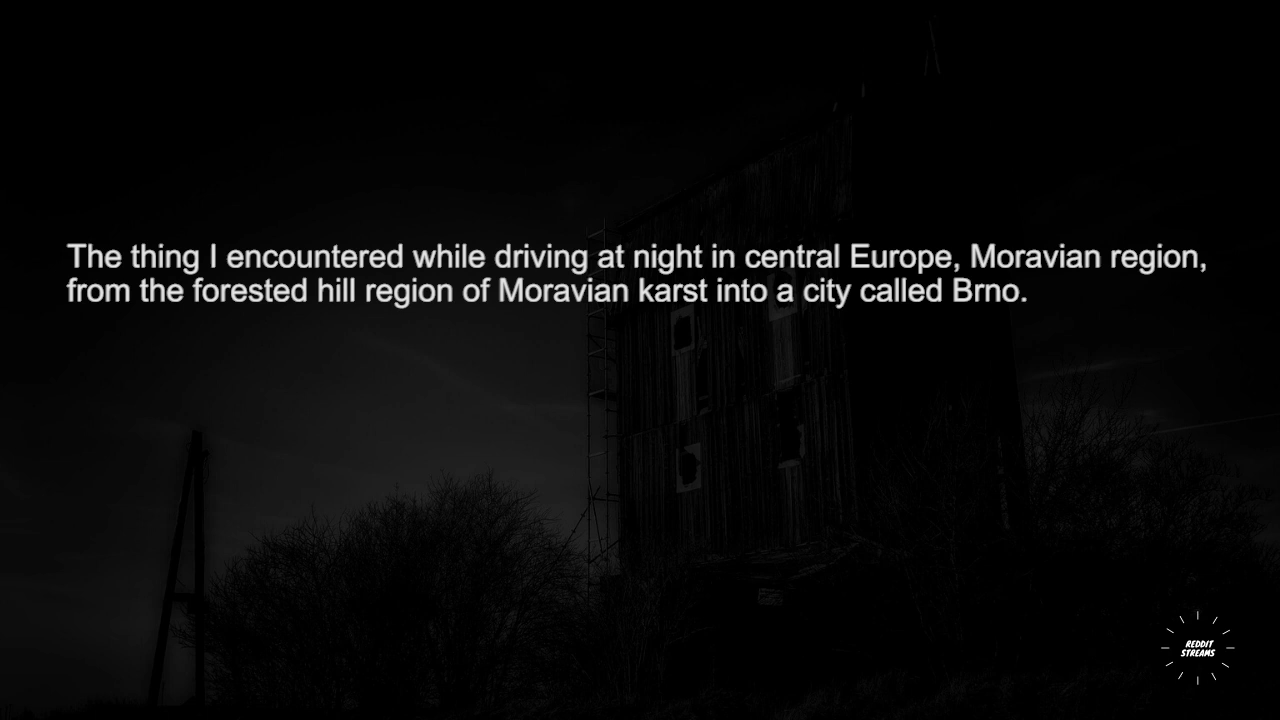 The thing I encountered while driving at night in central Europe, Moravian region,
from the forested hill region of Moravian karst into a city called Brno.
REDDIT
STREAMS